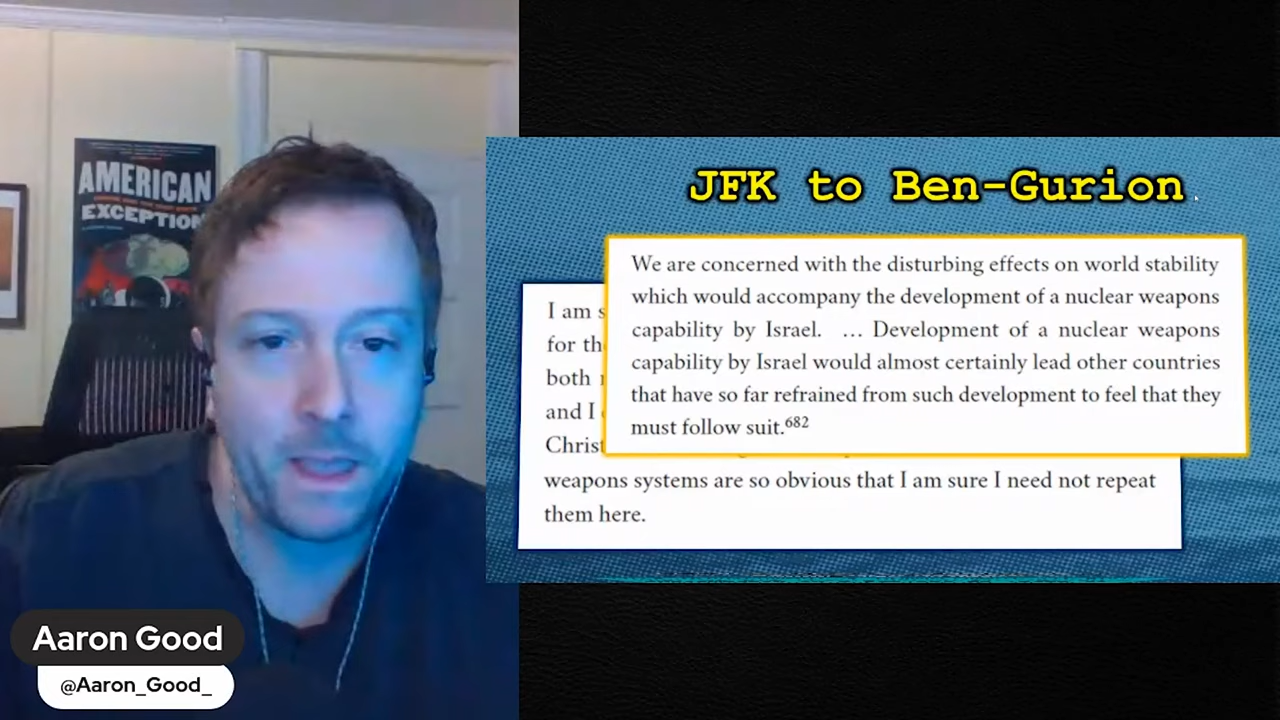 AMERICAN
EXCEPTION
JFK to Ben-Gurion
We are concerned with the disturbing effects on world stability
which would accompany the development of a nuclear weapons
capability by Israel. ... Development of a nuclear weapons
capability by Israel would almost certainly lead other countries
that have so far refrained from such development to feel that they
must follow suit.682
I am s
for th
both
and I
Christ
weapons systems are so obvious that I am sure I need not repeat
them here.
Aaron Good
@Aaron_Good_